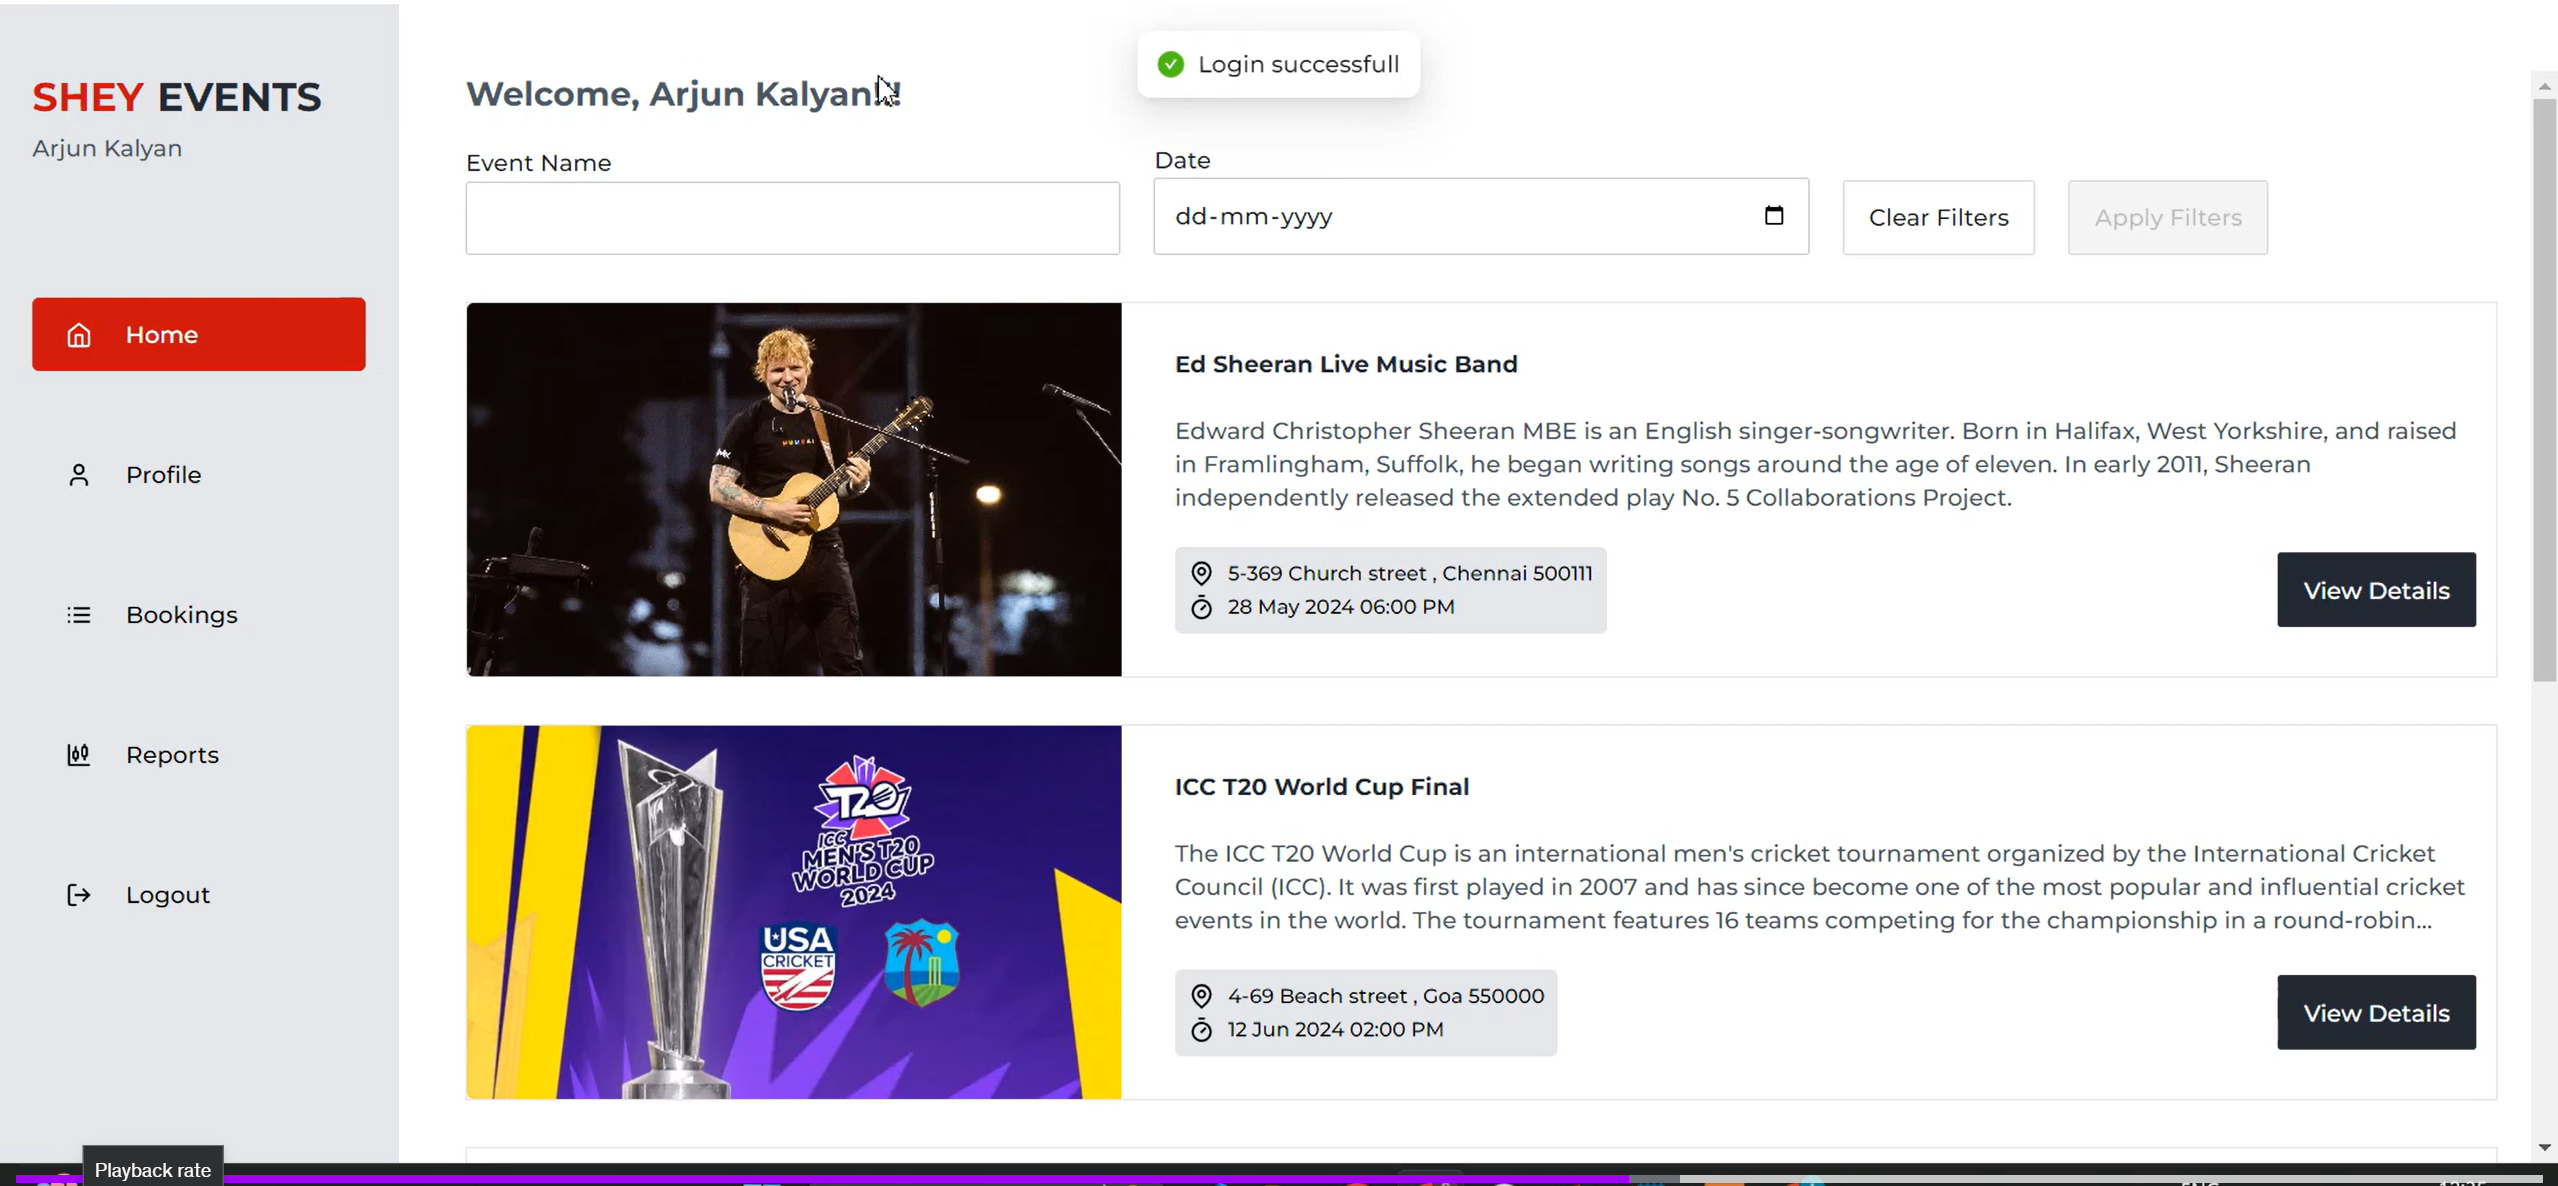 SHEY EVENTS
Arjun Kalyan
Home
Profile
Bookings
Reports
Logout
Login successfull
Welcome, Arjun Kalyan!!
Event Name
Date
dd-mm-yyyy
Clear Filters
Apply Filters
Ed Sheeran Live Music Band
Edward Christopher Sheeran MBE is an English singer-songwriter. Born in Halifax, West Yorkshire, and raised
in Framlingham, Suffolk, he began writing songs around the age of eleven. In early 2011, Sheeran
independently released the extended play No. 5 Collaborations Project.
5-369 Church street , Chennai 500111
28 May 2024 06:00 PM
View Details
T20
ICC
MEN'S T20
WORLD CUP
2024
USA
CRICKET
ICC T20 World Cup Final
The ICC T20 World Cup is an international men's cricket tournament organized by the International Cricket
Council (ICC). It was first played in 2007 and has since become one of the most popular and influential cricket
events in the world. The tournament features 16 teams competing for the championship in a round-robin...
4-69 Beach street , Goa 550000
12 Jun 2024 02:00 PM
View Details
Playback rate